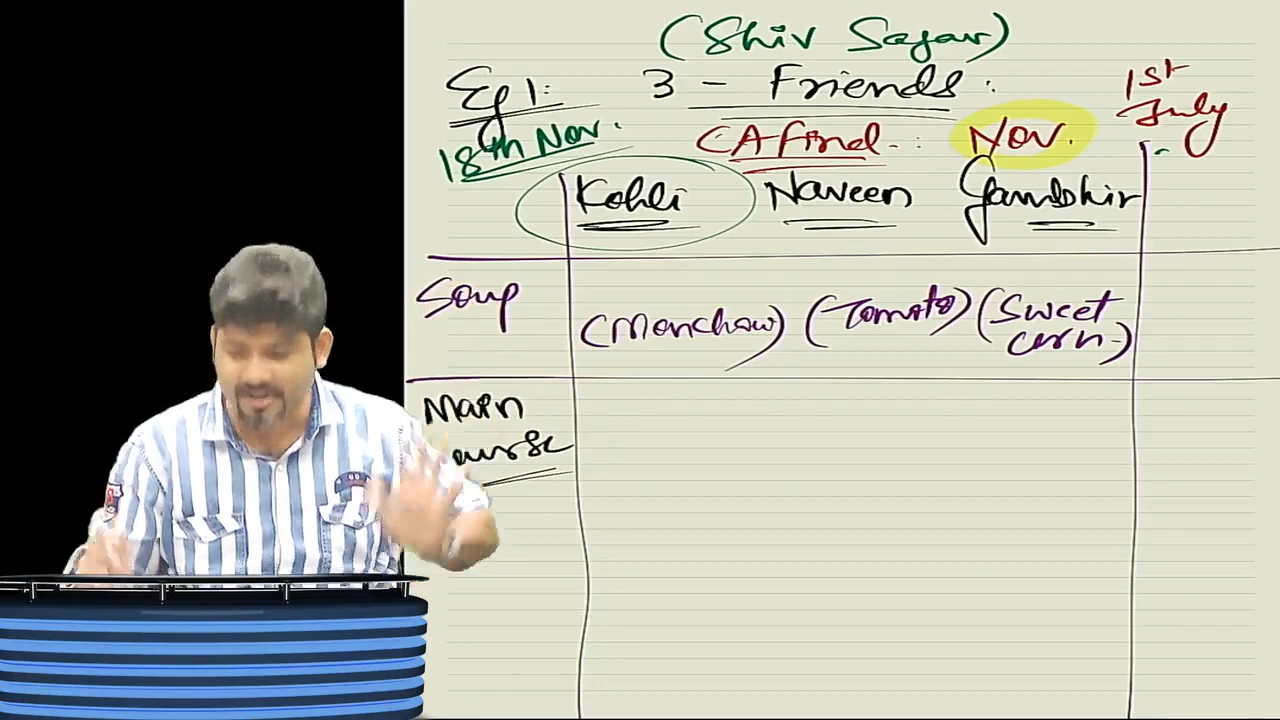 (Shiv Sagar)
Eg 1:
3 - Friends :
1st
July
18th Nov.
CA Final. :
Nov.
Kohli Naveen Gambhir
Soup
(Manchow) (Tomato) (Sweet
corn)
Main
Course